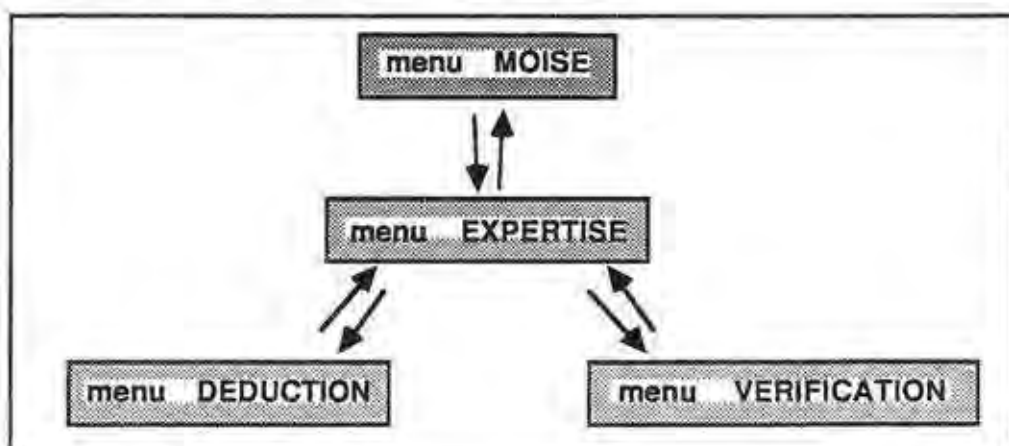 menu MOISE
menu EXPERTISE
menu DEDUCTION
menu VERIFICATION